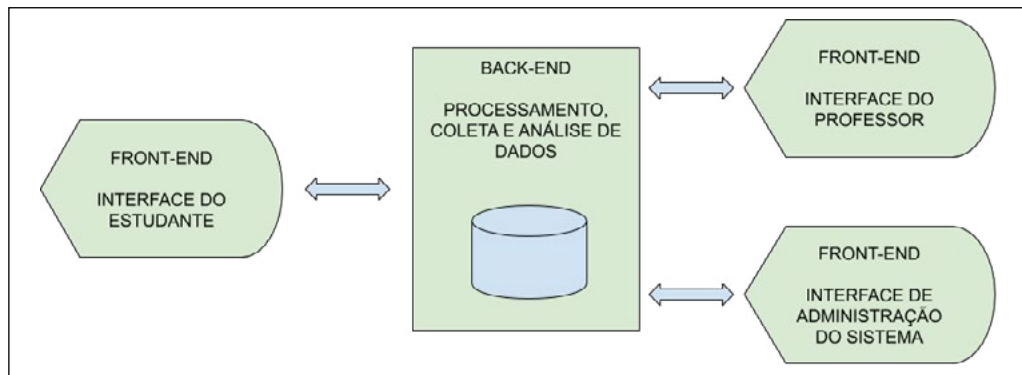 FRONT-END
INTERFACE DO
ESTUDANTE
BACK-END
PROCESSAMENTO,
COLETA E ANÁLISE DE
DADOS
FRONT-END
INTERFACE DO
PROFESSOR
FRONT-END
INTERFACE DE
ADMINISTRAÇÃO
DO SISTEMA